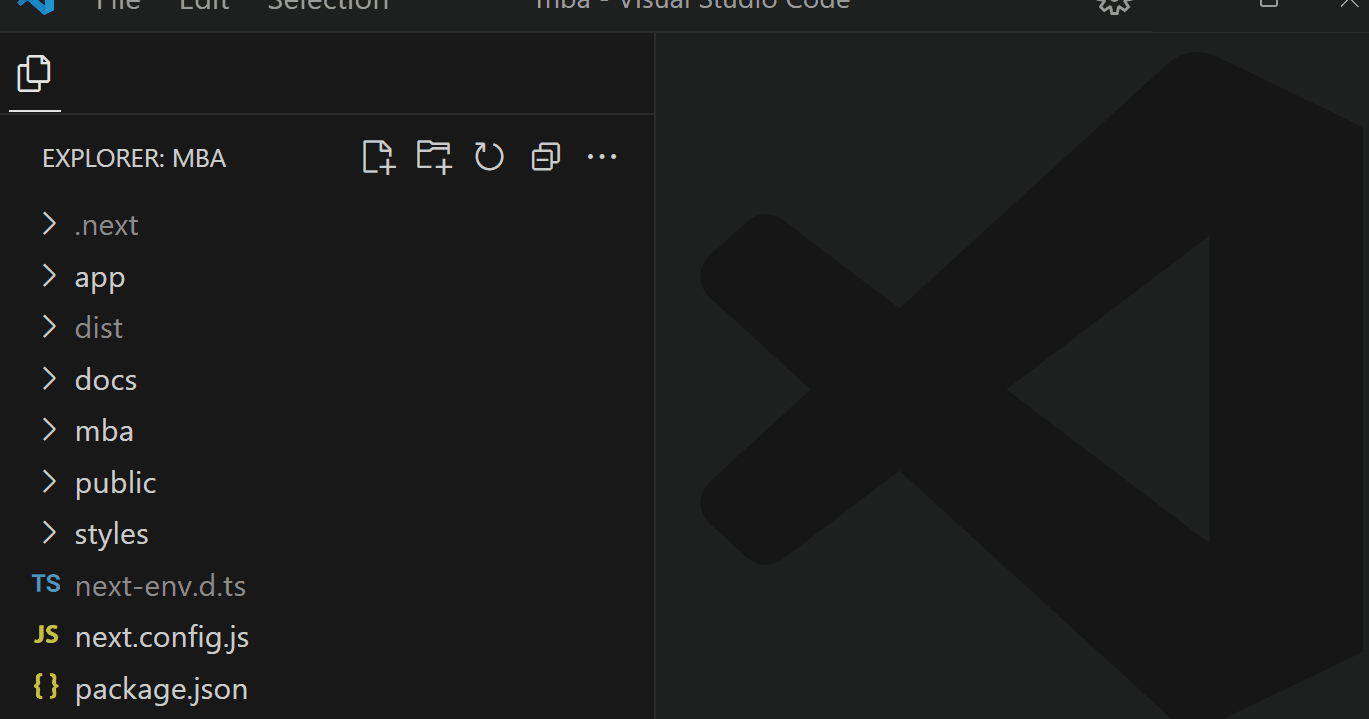 File Edit Selection mba - Visual Studio Code
EXPLORER: MBA
.next
app
dist
docs
mba
public
styles
TS next-env.d.ts
JS next.config.js
{} package.json